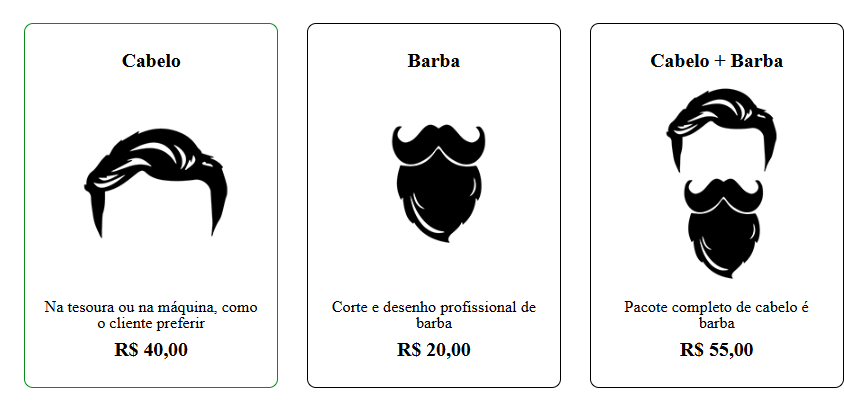 Cabelo
Na tesoura ou na máquina, como
o cliente preferir
R$ 40,00
Barba
Corte e desenho profissional de
barba
R$ 20,00
Cabelo + Barba
Pacote completo de cabelo é
barba
R$ 55,00